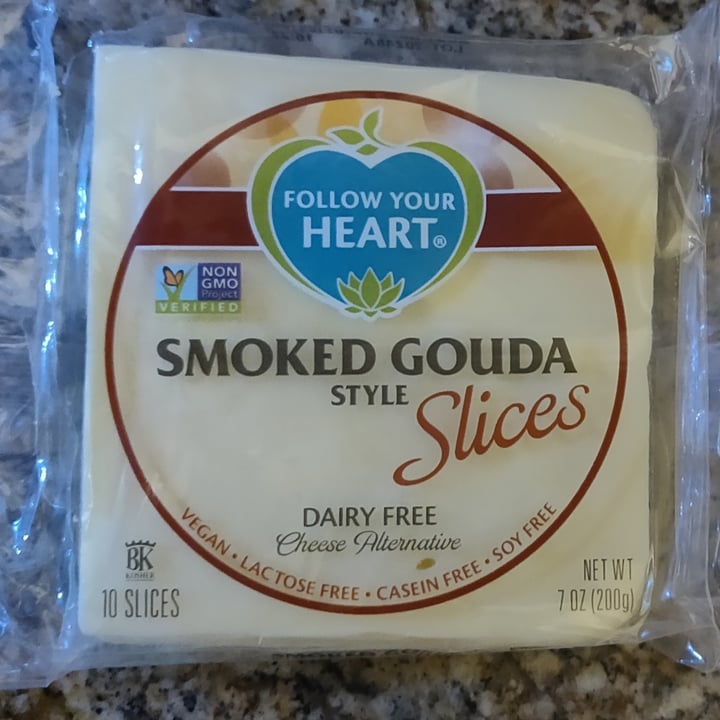 FOLLOW YOUR
HEART®
NON
GMO
Project
VERIFIED
SMOKED GOUDA
STYLE
Slices
DAIRY FREE
Cheese Alternative
VEGAN • LACTOSE FREE • CASEIN FREE • SOY FREE
BK
KOSHER
10 SLICES
NET WT
7 OZ (200g)